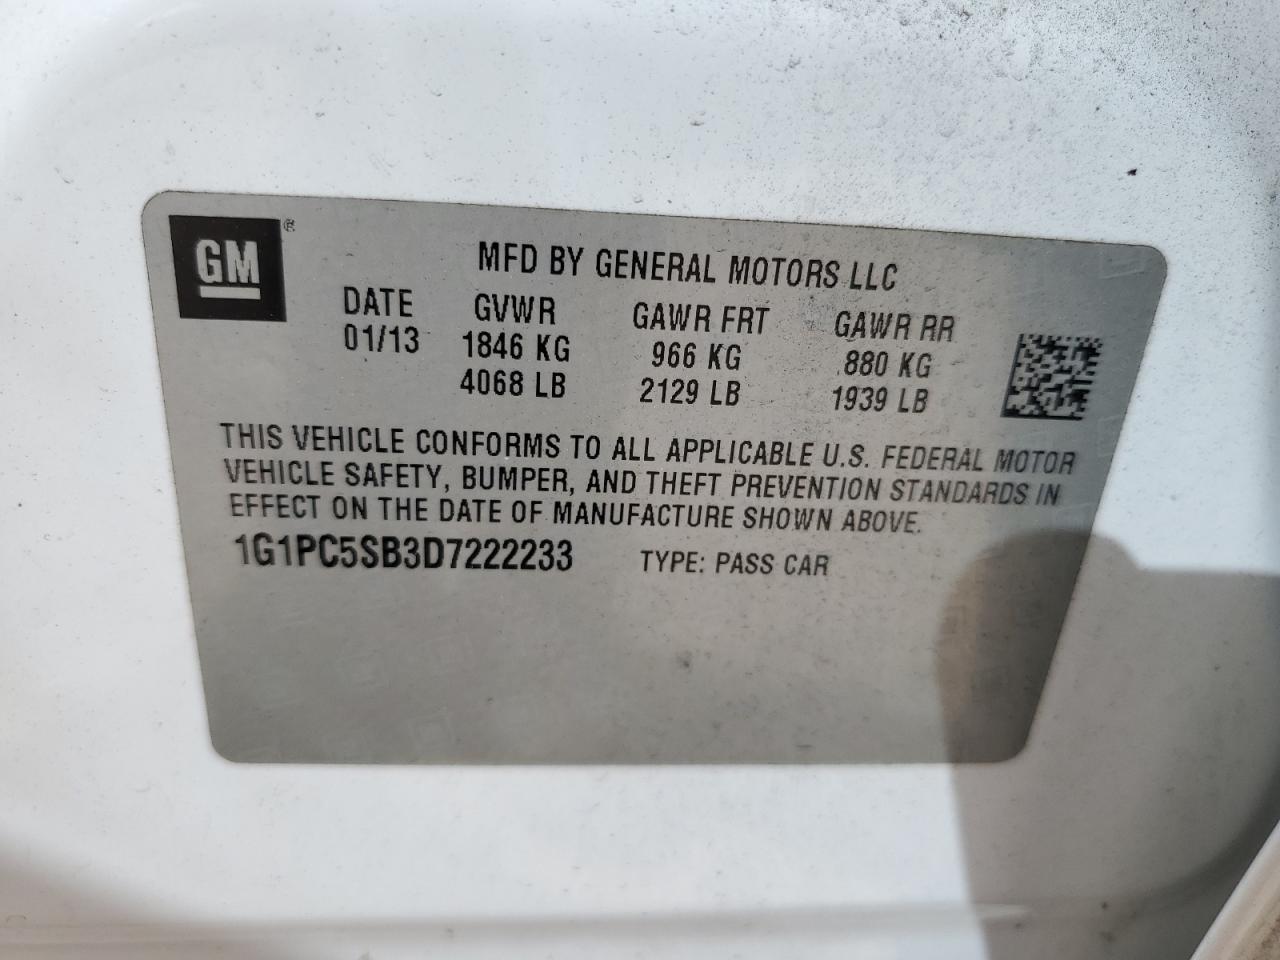 GM ®
MFD BY GENERAL MOTORS LLC
DATE GVWR GAWR FRT GAWR RR
01/13 1846 KG 966 KG 880 KG
4068 LB 2129 LB 1939 LB
THIS VEHICLE CONFORMS TO ALL APPLICABLE U.S. FEDERAL MOTOR
VEHICLE SAFETY, BUMPER, AND THEFT PREVENTION STANDARDS IN
EFFECT ON THE DATE OF MANUFACTURE SHOWN ABOVE.
1G1PC5SB3D7222233 TYPE: PASS CAR